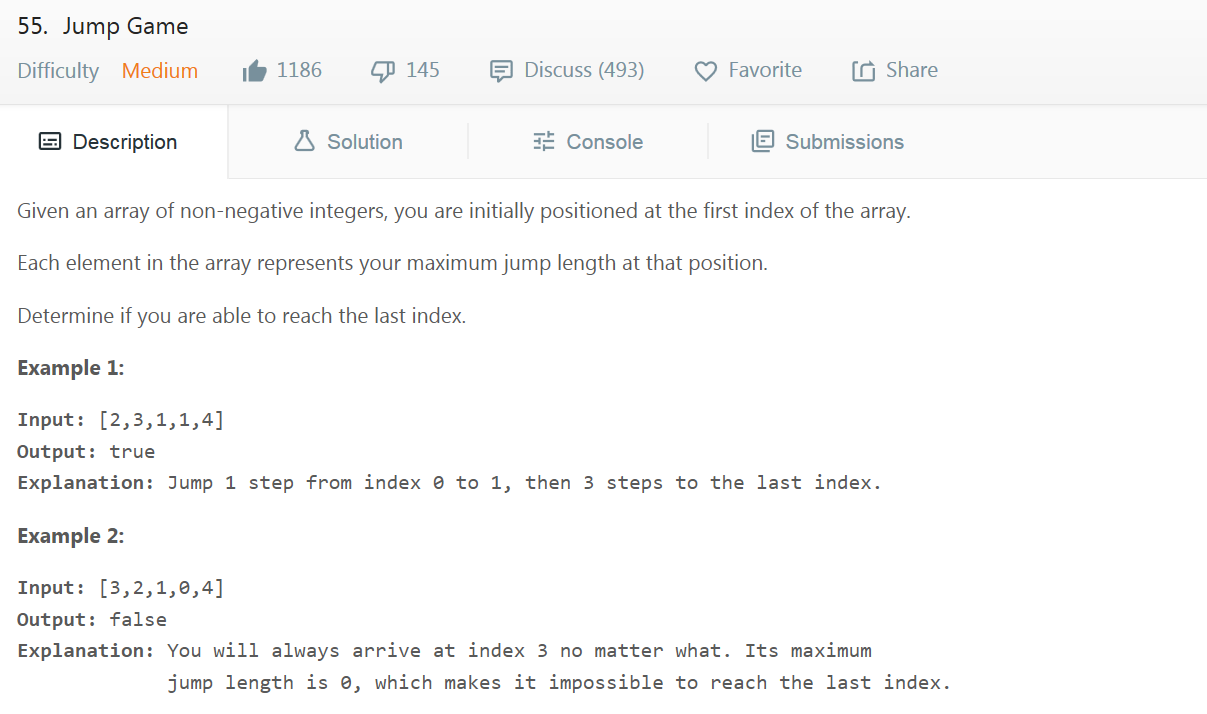 55. Jump Game
Difficulty Medium 1186 145 Discuss (493) Favorite Share
Description Solution Console Submissions
Given an array of non-negative integers, you are initially positioned at the first index of the array.
Each element in the array represents your maximum jump length at that position.
Determine if you are able to reach the last index.
Example 1:
Input: [2,3,1,1,4]
Output: true
Explanation: Jump 1 step from index 0 to 1, then 3 steps to the last index.
Example 2:
Input: [3,2,1,0,4]
Output: false
Explanation: You will always arrive at index 3 no matter what. Its maximum
jump length is 0, which makes it impossible to reach the last index.